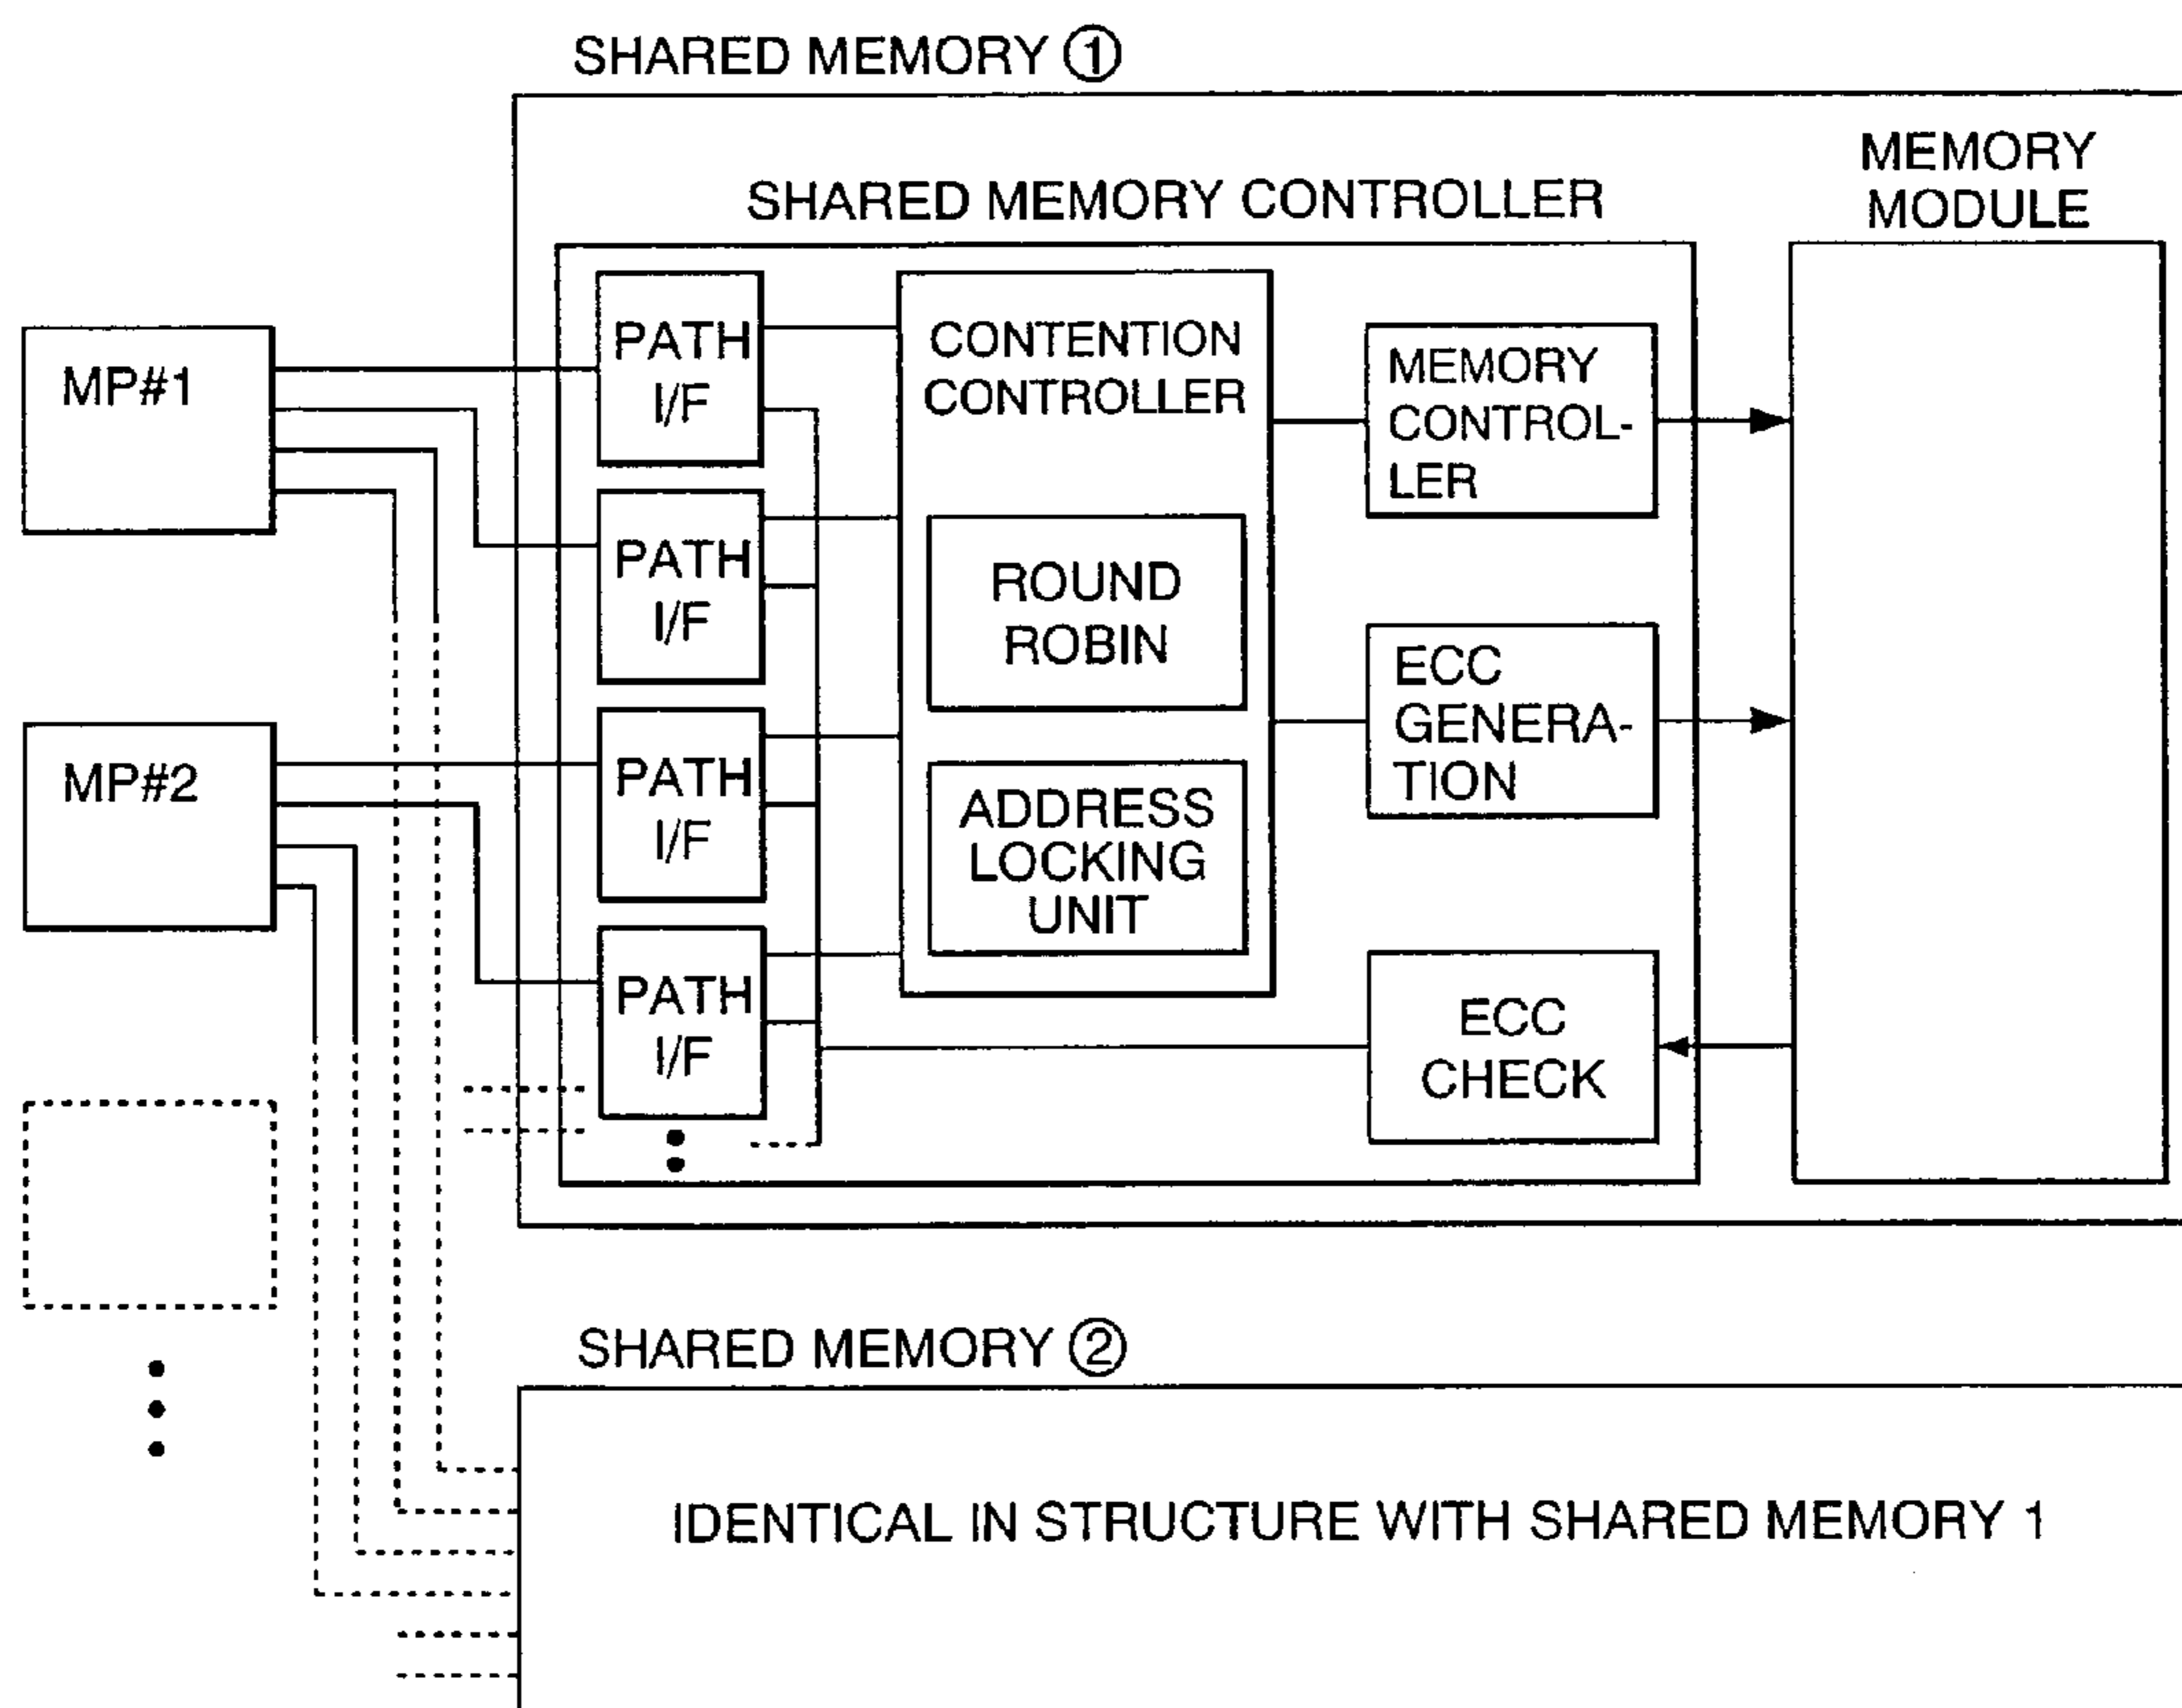 SHARED MEMORY ①
MEMORY
MODULE
SHARED MEMORY CONTROLLER
MP#1
PATH
I/F
CONTENTION
CONTROLLER
MEMORY
CONTROL-
LER
PATH
I/F
ROUND
ROBIN
MP#2
PATH
I/F
ECC
GENERA-
TION
ADDRESS
LOCKING
UNIT
PATH
I/F
ECC
CHECK
SHARED MEMORY ②
IDENTICAL IN STRUCTURE WITH SHARED MEMORY 1